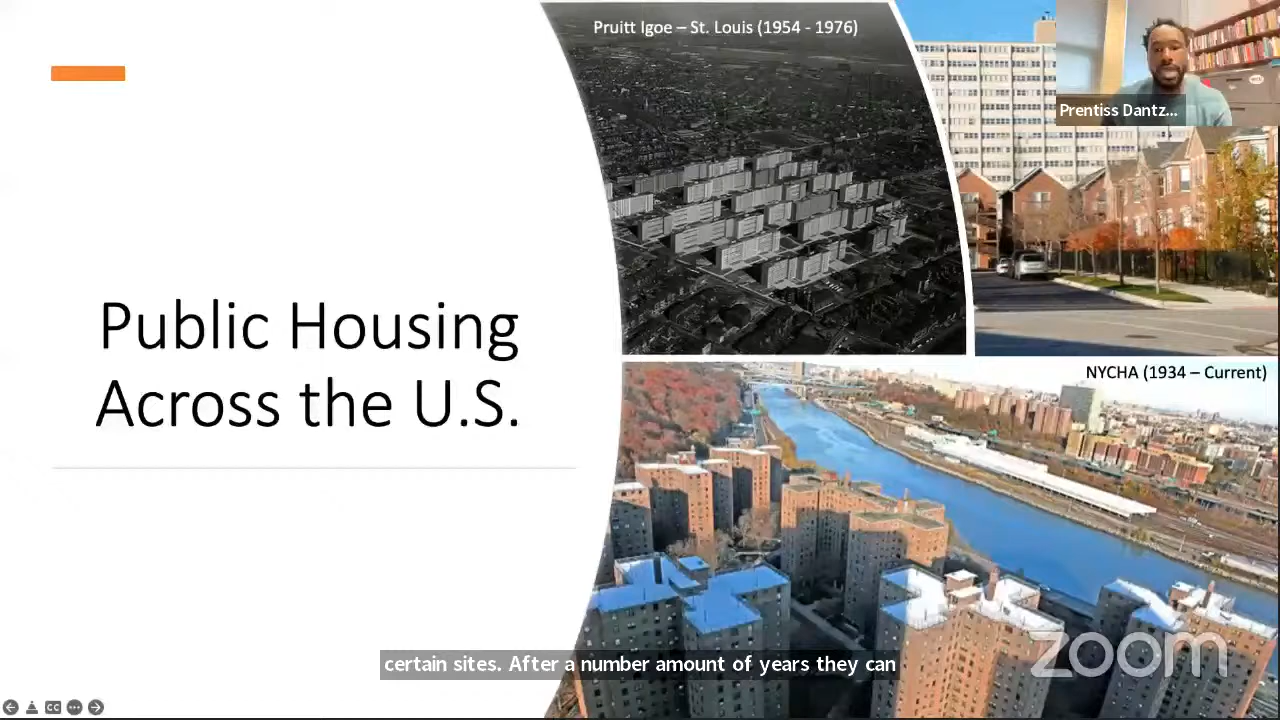 Pruitt Igoe – St. Louis (1954 - 1976)
Prentiss Dantz...
Public Housing
Across the U.S.
NYCHA (1934 – Current)
certain sites. After a number amount of years they can
zoom
CC